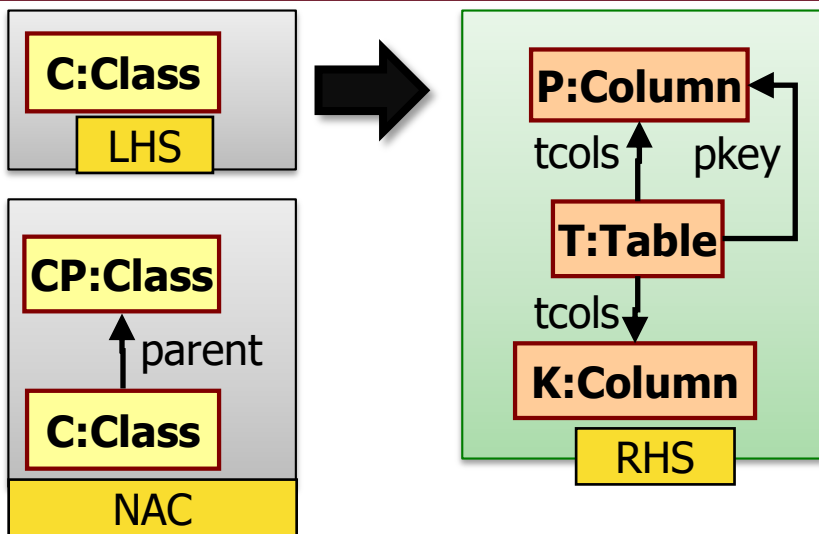 C:Class
LHS
CP:Class
parent
C:Class
NAC
P:Column
tcols
pkey
T:Table
tcols
K:Column
RHS